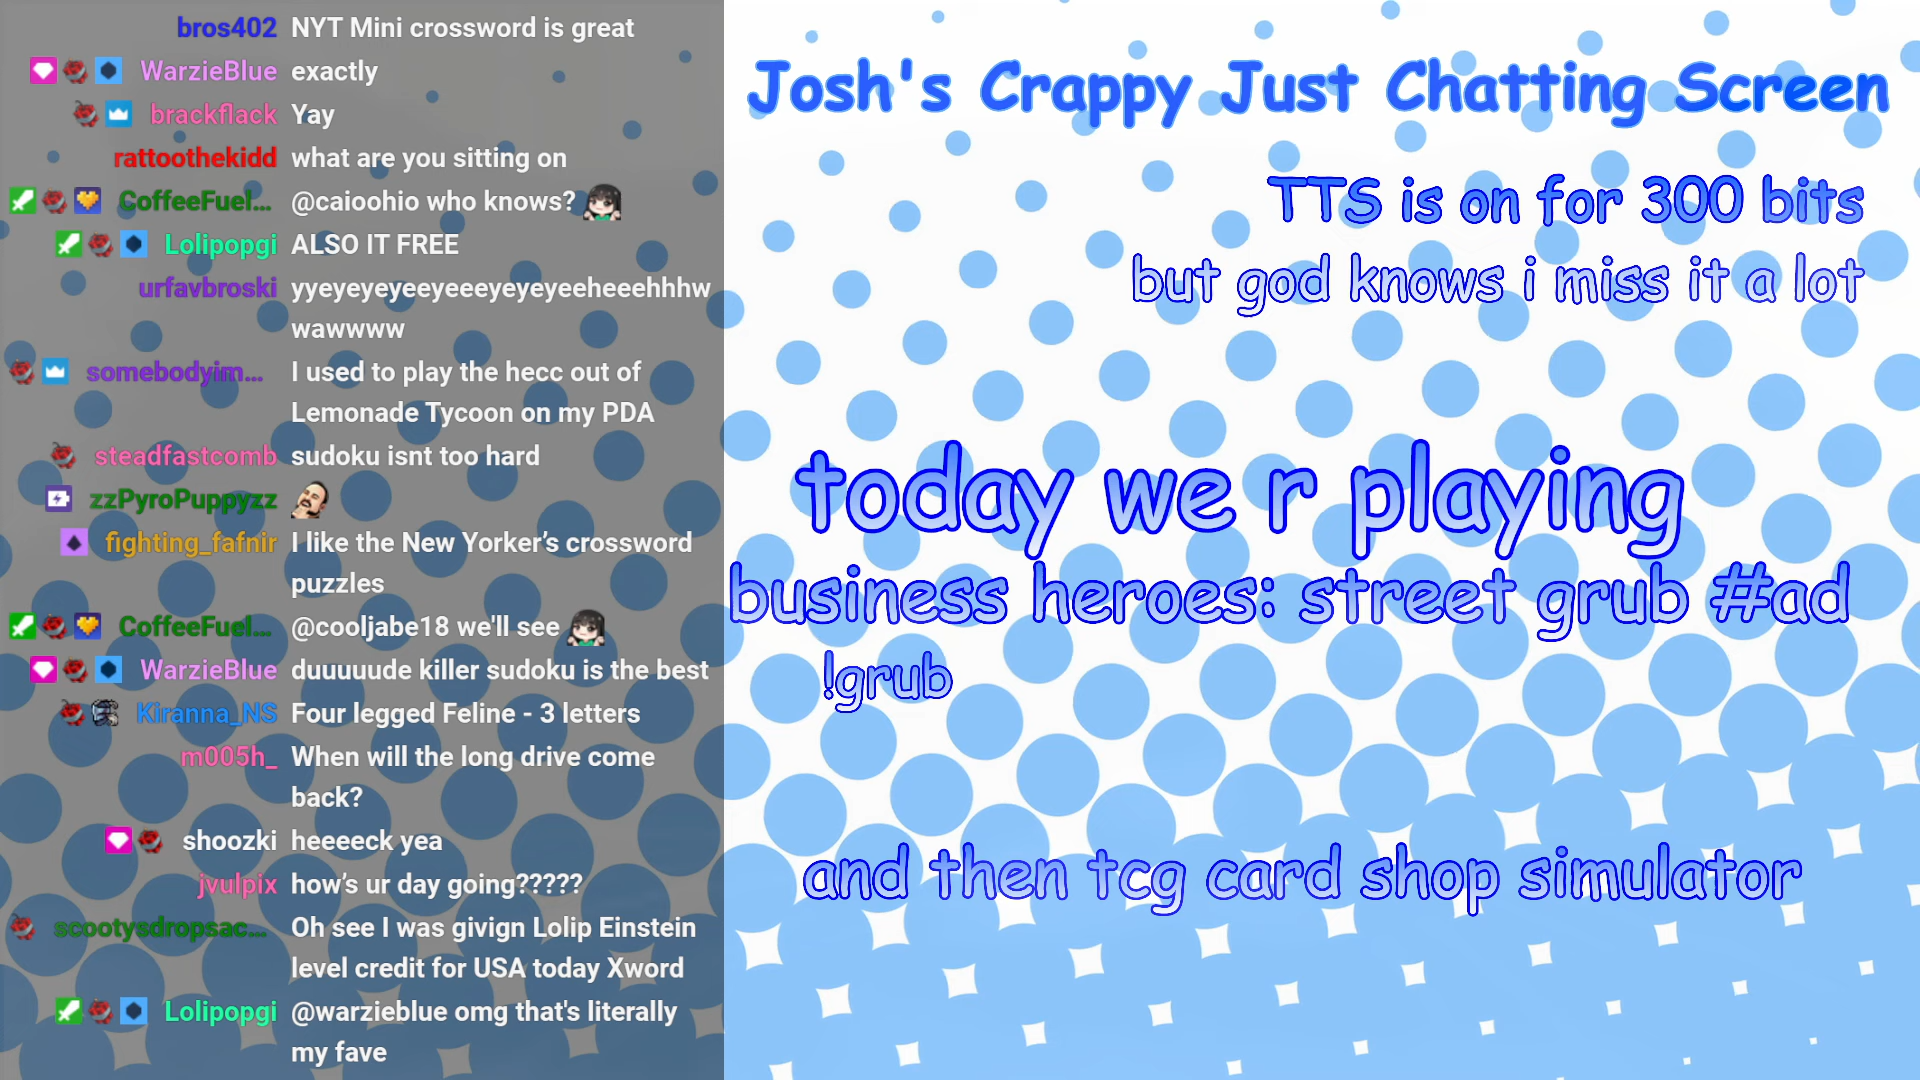 bros402 NYT Mini crossword is great
WarzieBlue exactly
brackflack Yay
rattoothekidd what are you sitting on
CoffeeFuel... @caioohio who knows?
Lolipopgi ALSO IT FREE
urfavbroski yyeyeyeyeeyeeeyeyeyeeheeehhhw
wawwww
somebodyim... I used to play the hecc out of
Lemonade Tycoon on my PDA
steadfastcomb sudoku isnt too hard
zzPyroPuppyzz
fighting_fafnir I like the New Yorker’s crossword
puzzles
CoffeeFuel... @cooljabe18 we'll see
WarzieBlue duuuuude killer sudoku is the best
Kiranna_NS Four legged Feline - 3 letters
m005h_ When will the long drive come
back?
shoozki heeeeck yea
jvulpix how’s ur day going?????
scootysdropsac... Oh see I was givign Lolip Einstein
level credit for USA today Xword
Lolipopgi @warzieblue omg that's literally
my fave
Josh's Crappy Just Chatting Screen
TTS is on for 300 bits
but god knows i miss it a lot
today we r playing
business heroes: street grub #ad
!grub
and then tcg card shop simulator